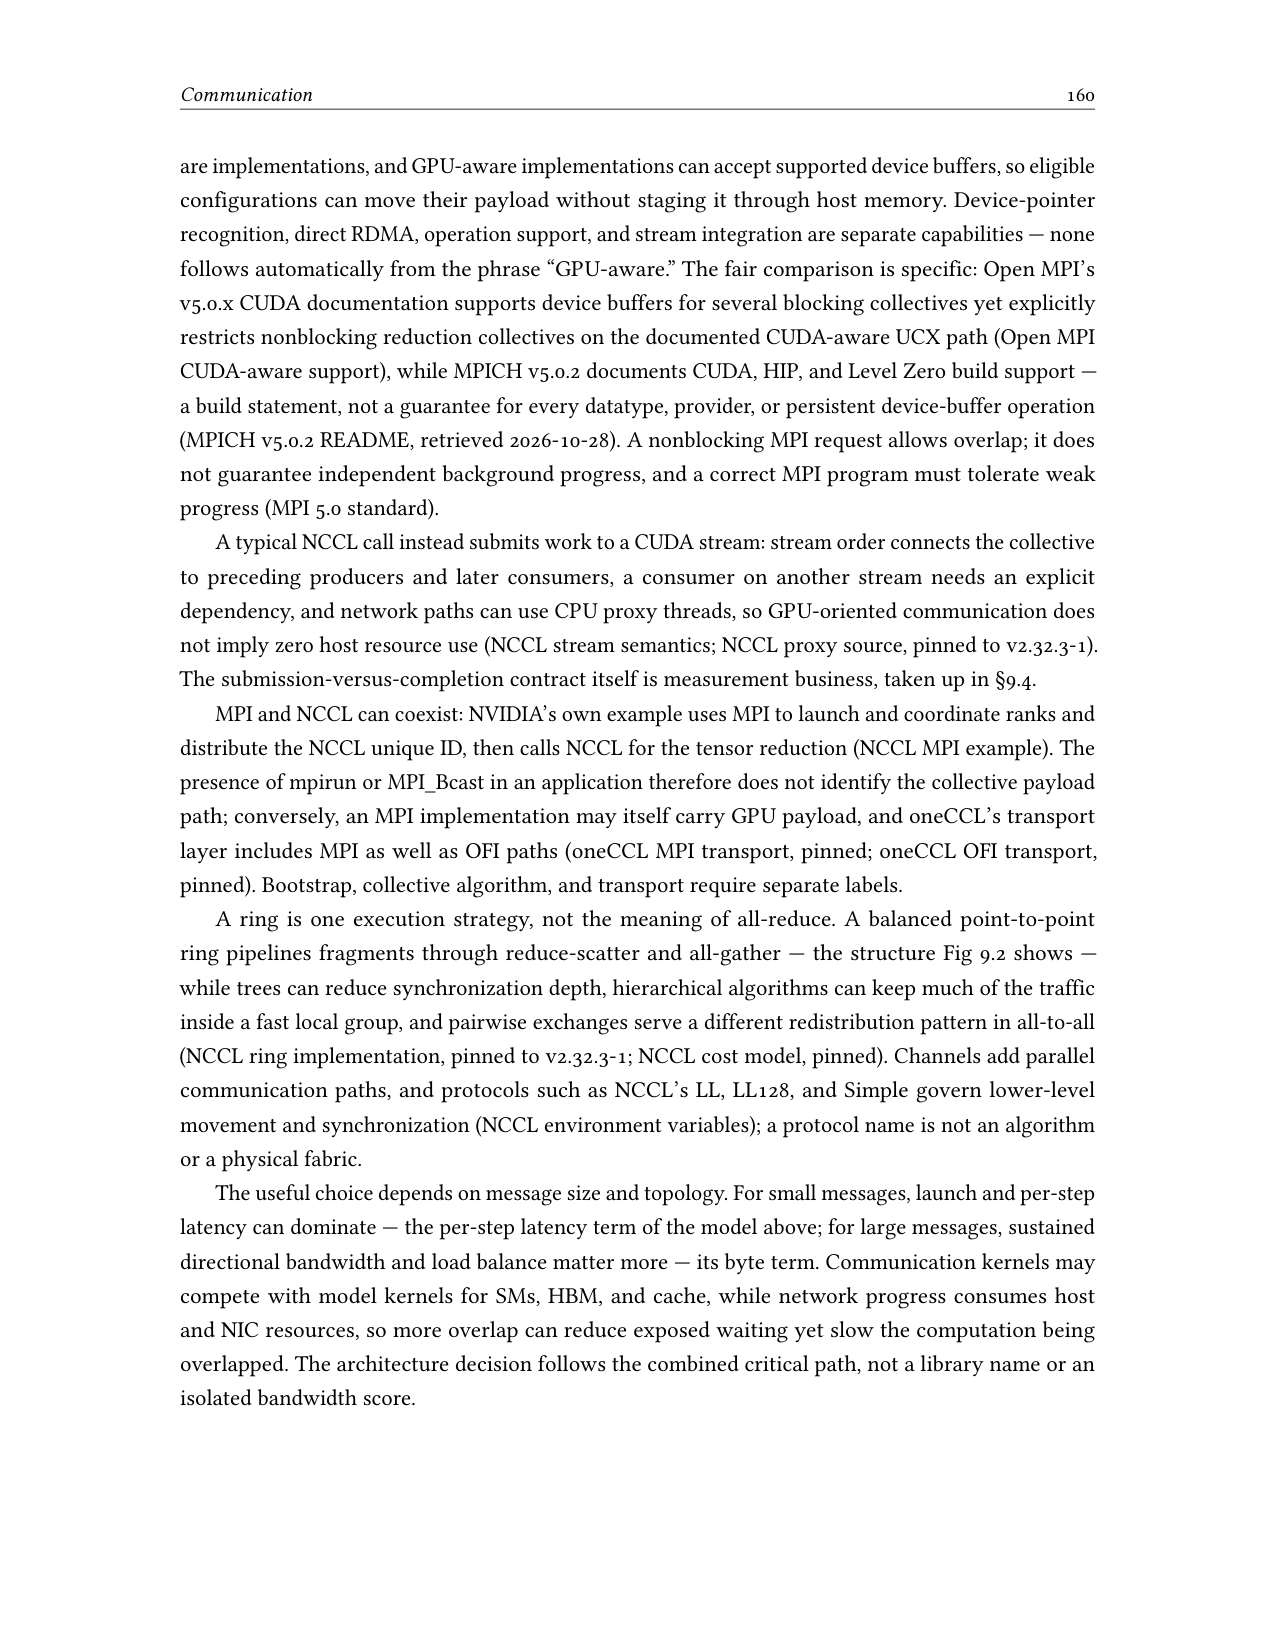 Communication 160
are implementations, and GPU-aware implementations can accept supported device buffers, so eligible
configurations can move their payload without staging it through host memory. Device-pointer
recognition, direct RDMA, operation support, and stream integration are separate capabilities — none
follows automatically from the phrase “GPU-aware.” The fair comparison is specific: Open MPI’s
v5.0.x CUDA documentation supports device buffers for several blocking collectives yet explicitly
restricts nonblocking reduction collectives on the documented CUDA-aware UCX path (Open MPI
CUDA-aware support), while MPICH v5.0.2 documents CUDA, HIP, and Level Zero build support —
a build statement, not a guarantee for every datatype, provider, or persistent device-buffer operation
(MPICH v5.0.2 README, retrieved 2026-10-28). A nonblocking MPI request allows overlap; it does
not guarantee independent background progress, and a correct MPI program must tolerate weak
progress (MPI 5.0 standard).
A typical NCCL call instead submits work to a CUDA stream: stream order connects the collective
to preceding producers and later consumers, a consumer on another stream needs an explicit
dependency, and network paths can use CPU proxy threads, so GPU-oriented communication does
not imply zero host resource use (NCCL stream semantics; NCCL proxy source, pinned to v2.32.3-1).
The submission-versus-completion contract itself is measurement business, taken up in §9.4.
MPI and NCCL can coexist: NVIDIA’s own example uses MPI to launch and coordinate ranks and
distribute the NCCL unique ID, then calls NCCL for the tensor reduction (NCCL MPI example). The
presence of mpirun or MPI_Bcast in an application therefore does not identify the collective payload
path; conversely, an MPI implementation may itself carry GPU payload, and oneCCL’s transport
layer includes MPI as well as OFI paths (oneCCL MPI transport, pinned; oneCCL OFI transport,
pinned). Bootstrap, collective algorithm, and transport require separate labels.
A ring is one execution strategy, not the meaning of all-reduce. A balanced point-to-point
ring pipelines fragments through reduce-scatter and all-gather — the structure Fig 9.2 shows —
while trees can reduce synchronization depth, hierarchical algorithms can keep much of the traffic
inside a fast local group, and pairwise exchanges serve a different redistribution pattern in all-to-all
(NCCL ring implementation, pinned to v2.32.3-1; NCCL cost model, pinned). Channels add parallel
communication paths, and protocols such as NCCL’s LL, LL128, and Simple govern lower-level
movement and synchronization (NCCL environment variables); a protocol name is not an algorithm
or a physical fabric.
The useful choice depends on message size and topology. For small messages, launch and per-step
latency can dominate — the per-step latency term of the model above; for large messages, sustained
directional bandwidth and load balance matter more — its byte term. Communication kernels may
compete with model kernels for SMs, HBM, and cache, while network progress consumes host
and NIC resources, so more overlap can reduce exposed waiting yet slow the computation being
overlapped. The architecture decision follows the combined critical path, not a library name or an
isolated bandwidth score.